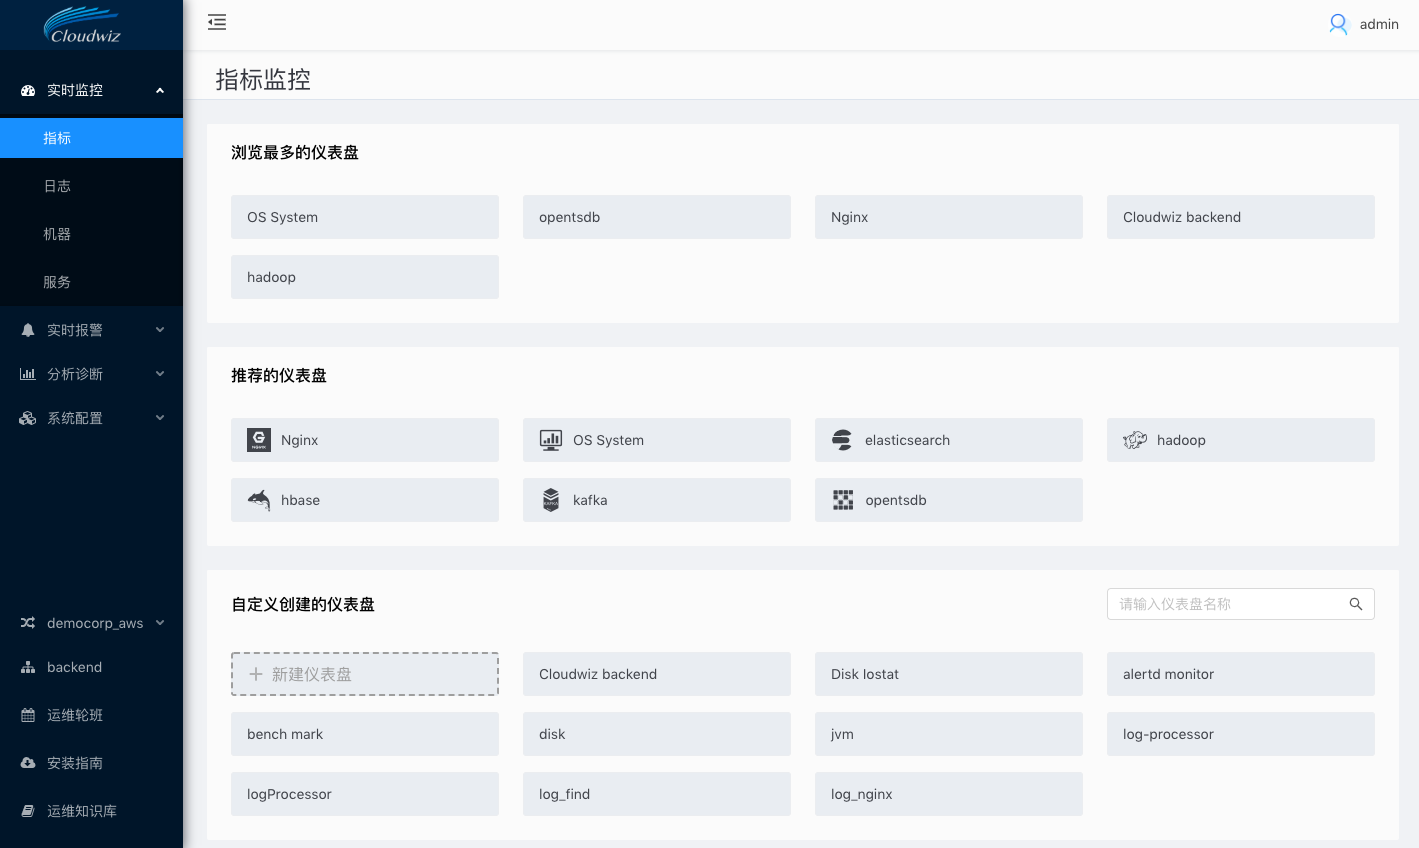 Cloudwiz
admin
实时监控
指标
日志
机器
服务
实时报警
分析诊断
系统配置
democorp_aws
backend
运维轮班
安装指南
运维知识库
指标监控
浏览最多的仪表盘
OS System
opentsdb
Nginx
Cloudwiz backend
hadoop
推荐的仪表盘
Nginx
OS System
elasticsearch
hadoop
hbase
KAFKA
kafka
opentsdb
自定义创建的仪表盘
请输入仪表盘名称
新建仪表盘
Cloudwiz backend
Disk Iostat
alertd monitor
bench mark
disk
jvm
log-processor
logProcessor
log_find
log_nginx